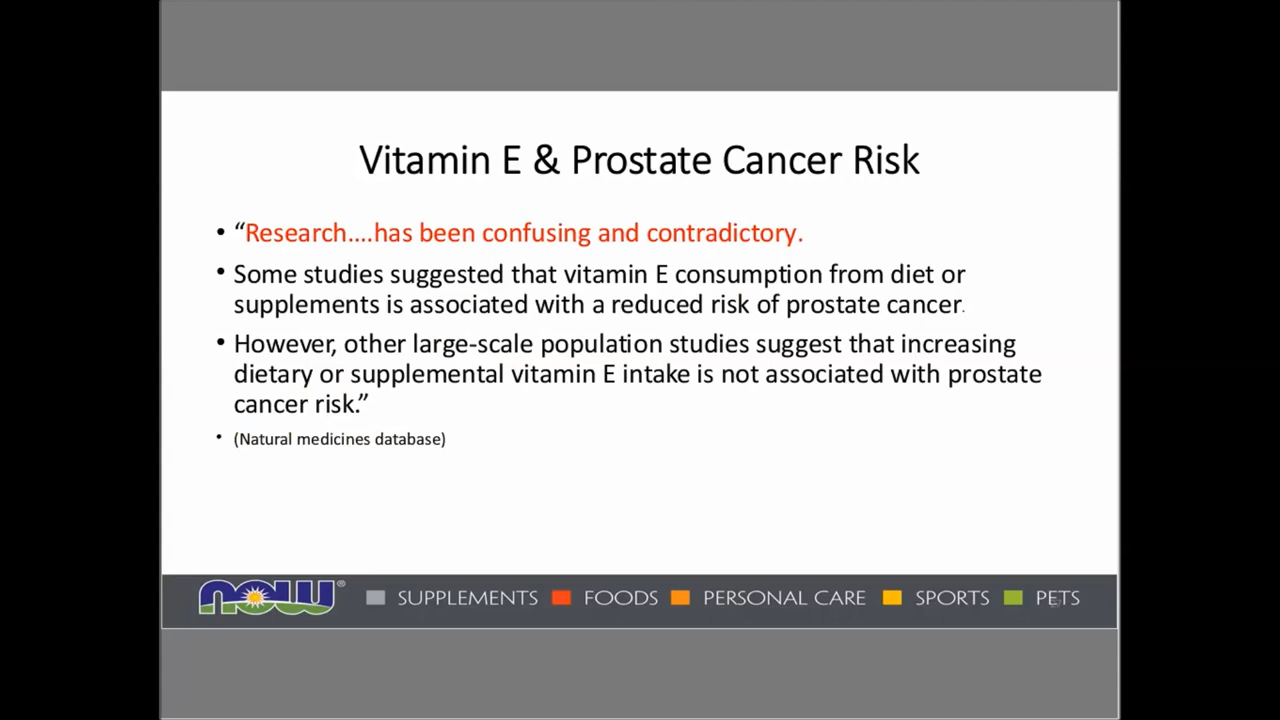 Vitamin E & Prostate Cancer Risk
• “Research....has been confusing and contradictory.
• Some studies suggested that vitamin E consumption from diet or
supplements is associated with a reduced risk of prostate cancer.
• However, other large-scale population studies suggest that increasing
dietary or supplemental vitamin E intake is not associated with prostate
cancer risk.”
• (Natural medicines database)
now® SUPPLEMENTS FOODS PERSONAL CARE SPORTS PETS